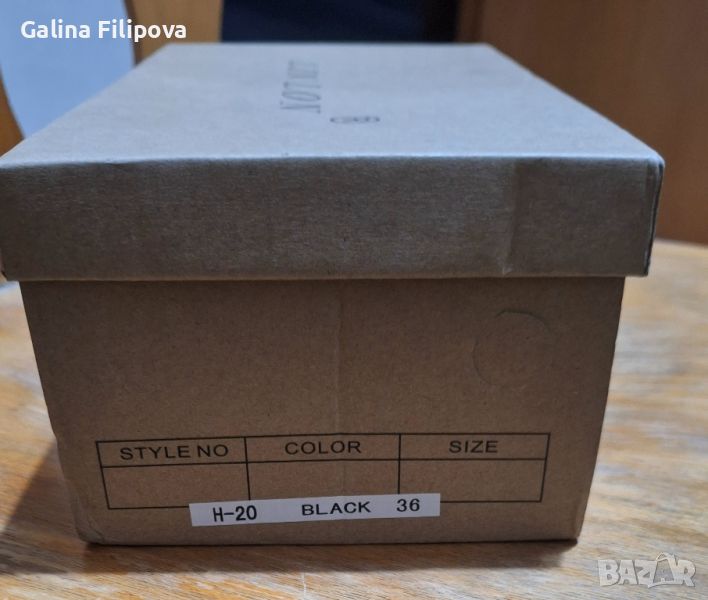 Galina Filipova
STYLE NO COLOR SIZE
H-20 BLACK 36
BAZAR